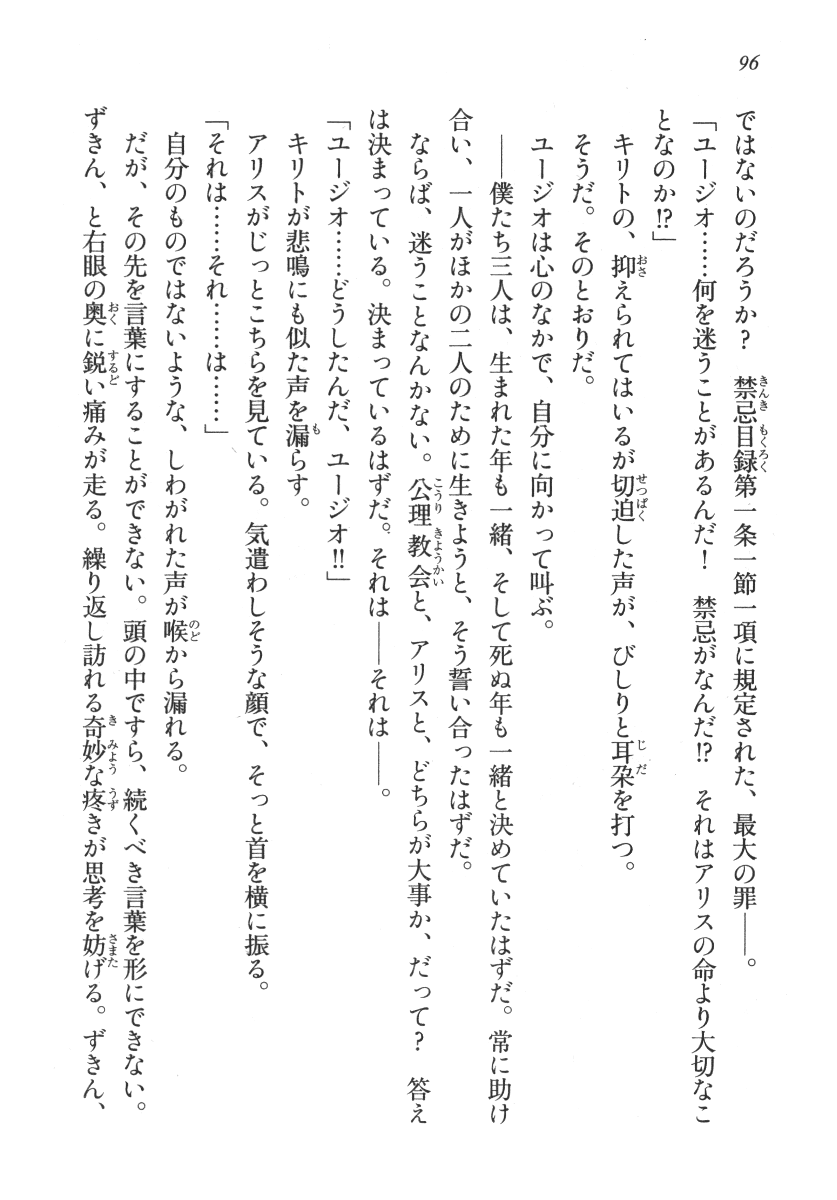 96
ではないのだろうか？　禁忌目録第一条一節一項に規定された、最大の罪――。
「ユージオ……何を迷うことがあるんだ！　禁忌がなんだ!?　それはアリスの命より大切なこ
となのか!?」
キリトの、抑えられてはいるが切迫した声が、びしりと耳朶を打つ。
そうだ。そのとおりだ。
ユージオは心のなかで、自分に向かって叫ぶ。
――僕たち三人は、生まれた年も一緒、そして死ぬ年も一緒と決めていたはずだ。常に助け
合い、一人がほかの二人のために生きようと、そう誓い合ったはずだ。
ならば、迷うことなんかない。公理教会と、アリスと、どちらが大事か、だって？　答え
は決まっている。決まっているはずだ。それは――それは――。
「ユージオ……どうしたんだ、ユージオ!!」
キリトが悲鳴にも似た声を漏らす。
アリスがじっとこちらを見ている。気遣わしそうな顔で、そっと首を横に振る。
「それは……それ……は……」
自分のものではないような、しわがれた声が喉から漏れる。
だが、その先を言葉にすることができない。頭の中ですら、続くべき言葉を形にできない。
ずきん、と右眼の奥に鋭い痛みが走る。繰り返し訪れる奇妙な疼きが思考を妨げる。ずきん、